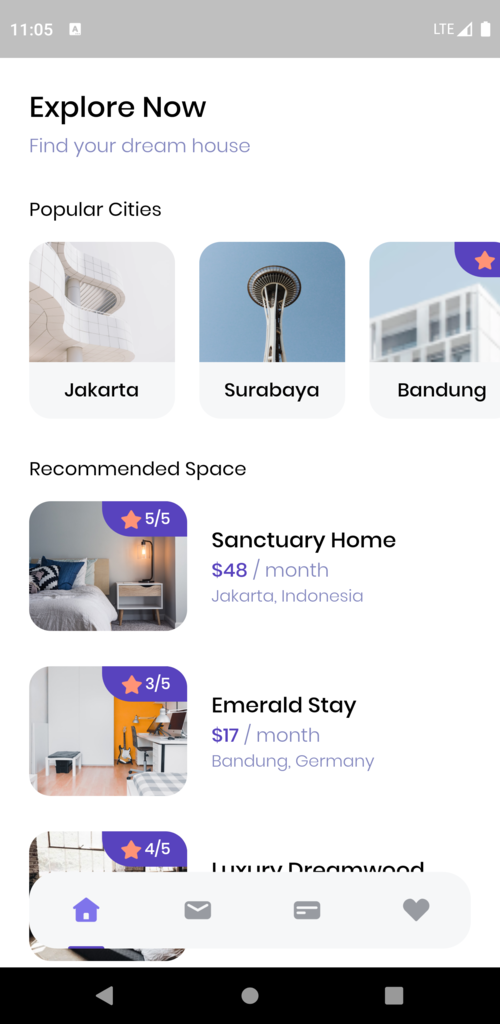 11:05
LTE
Explore Now
Find your dream house
Popular Cities
Jakarta
Surabaya
Bandung
Recommended Space
5/5
Sanctuary Home
$48 / month
Jakarta, Indonesia
3/5
Emerald Stay
$17 / month
Bandung, Germany
4/5
Luxury Dreamwood